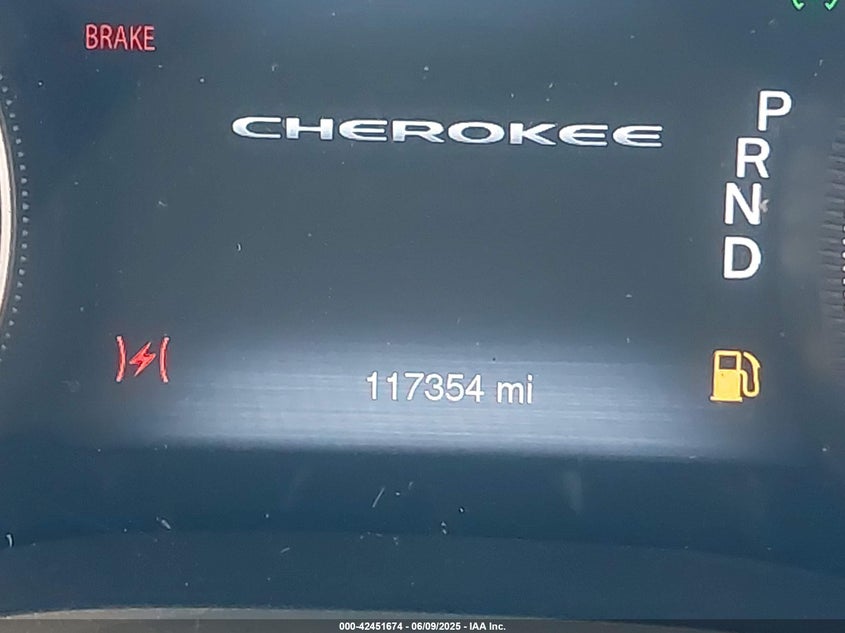 BRAKE
CHEROKEE
P
R
N
D
117354 mi
000-42451674 - 06/09/2025 - IAA Inc.